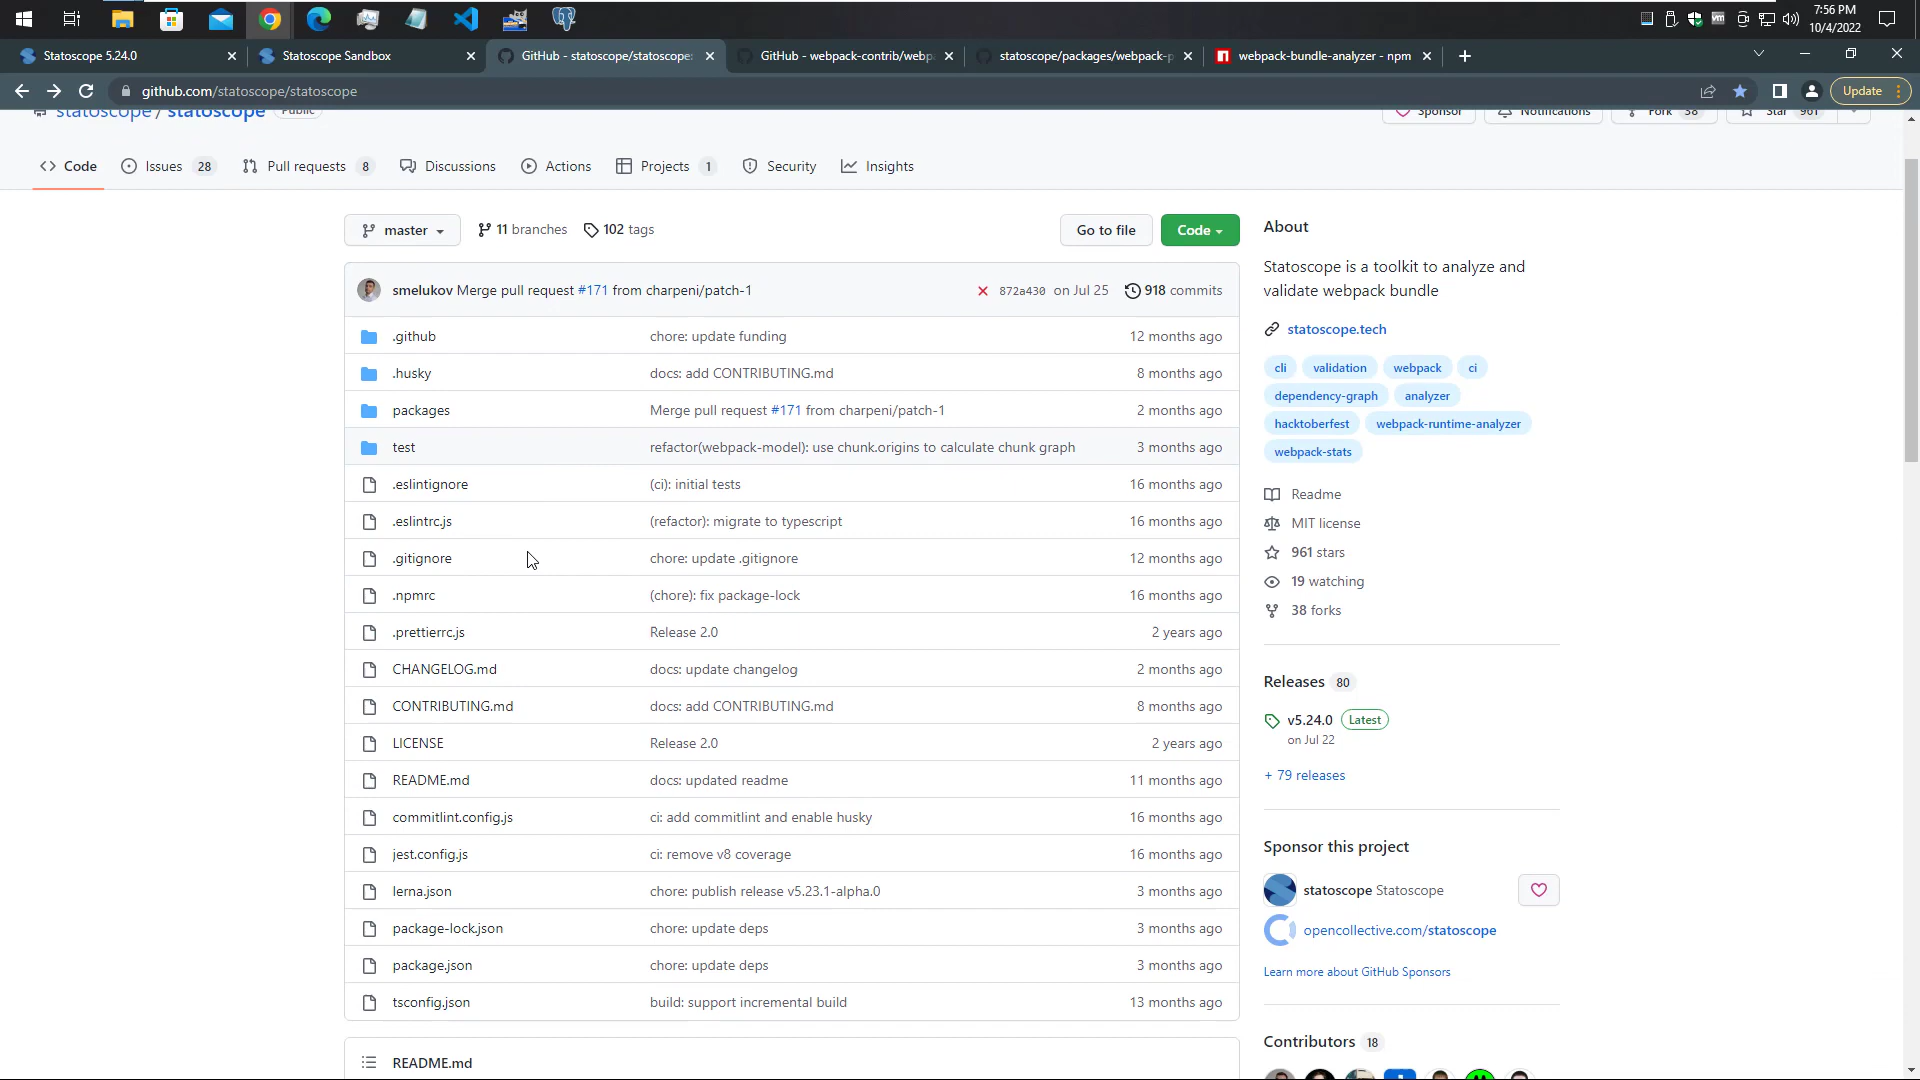 7:56 PM
10/4/2022
Statoscope 5.24.0
Statoscope Sandbox
GitHub - statoscope/statoscope:
GitHub - webpack-contrib/webp
statoscope/packages/webpack-p
webpack-bundle-analyzer - npm
github.com/statoscope/statoscope
Update
statoscope / statoscope Public
Sponsor
Notifications
Fork 38
Star 961
Code
Issues 28
Pull requests 8
Discussions
Actions
Projects 1
Security
Insights
master
11 branches
102 tags
Go to file
Code
smelukov Merge pull request #171 from charpeni/patch-1
872a430 on Jul 25
918 commits
.github chore: update funding 12 months ago
.husky docs: add CONTRIBUTING.md 8 months ago
packages Merge pull request #171 from charpeni/patch-1 2 months ago
test refactor(webpack-model): use chunk.origins to calculate chunk graph 3 months ago
.eslintignore (ci): initial tests 16 months ago
.eslintrc.js (refactor): migrate to typescript 16 months ago
.gitignore chore: update .gitignore 12 months ago
.npmrc (chore): fix package-lock 16 months ago
.prettierrc.js Release 2.0 2 years ago
CHANGELOG.md docs: update changelog 2 months ago
CONTRIBUTING.md docs: add CONTRIBUTING.md 8 months ago
LICENSE Release 2.0 2 years ago
README.md docs: updated readme 11 months ago
commitlint.config.js ci: add commitlint and enable husky 16 months ago
jest.config.js ci: remove v8 coverage 16 months ago
lerna.json chore: publish release v5.23.1-alpha.0 3 months ago
package-lock.json chore: update deps 3 months ago
package.json chore: update deps 3 months ago
tsconfig.json build: support incremental build 13 months ago
README.md
About
Statoscope is a toolkit to analyze and
validate webpack bundle
statoscope.tech
cli validation webpack ci
dependency-graph analyzer
hacktoberfest webpack-runtime-analyzer
webpack-stats
Readme
MIT license
961 stars
19 watching
38 forks
Releases 80
v5.24.0 Latest
on Jul 22
+ 79 releases
Sponsor this project
statoscope Statoscope
opencollective.com/statoscope
Learn more about GitHub Sponsors
Contributors 18